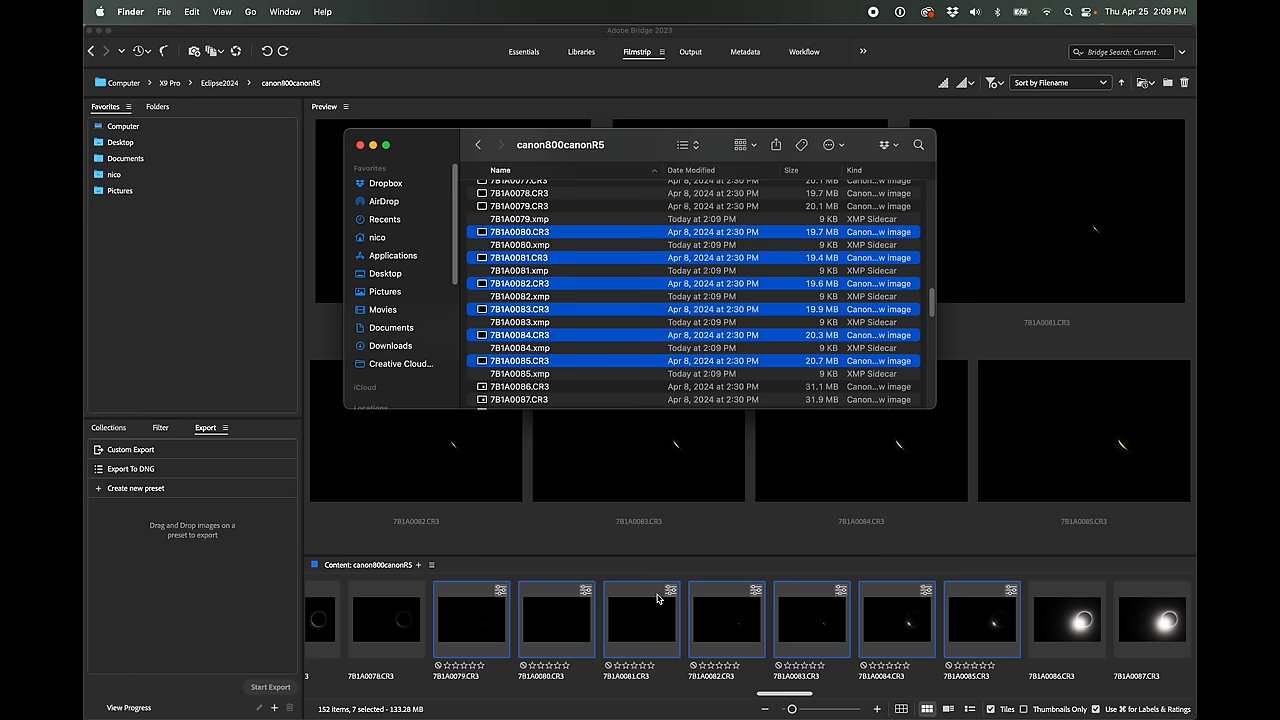 Finder File Edit View Go Window Help Thu Apr 25 2:09 PM
Adobe Bridge 2023
Essentials Libraries Filmstrip Output Metadata Workflow Bridge Search: Current
Computer X9 Pro Eclipse2024 canon800canonR5 Sort by Filename
Favorites Folders
Computer
Desktop
Documents
nico
Pictures
Preview
canon800canonR5
Favorites
Dropbox
AirDrop
Recents
nico
Applications
Desktop
Pictures
Movies
Documents
Downloads
Creative Cloud...
iCloud
Locations
Name Date Modified Size Kind
7B1A0077.CR3 Apr 8, 2024 at 2:30 PM 20.1 MB Canon...w image
7B1A0078.CR3 Apr 8, 2024 at 2:30 PM 19.7 MB Canon...w image
7B1A0079.CR3 Apr 8, 2024 at 2:30 PM 20.1 MB Canon...w image
7B1A0079.xmp Today at 2:09 PM 9 KB XMP Sidecar
7B1A0080.CR3 Apr 8, 2024 at 2:30 PM 19.7 MB Canon...w image
7B1A0080.xmp Today at 2:09 PM 9 KB XMP Sidecar
7B1A0081.CR3 Apr 8, 2024 at 2:30 PM 19.4 MB Canon...w image
7B1A0081.xmp Today at 2:09 PM 9 KB XMP Sidecar
7B1A0082.CR3 Apr 8, 2024 at 2:30 PM 19.6 MB Canon...w image
7B1A0082.xmp Today at 2:09 PM 9 KB XMP Sidecar
7B1A0083.CR3 Apr 8, 2024 at 2:30 PM 19.9 MB Canon...w image
7B1A0083.xmp Today at 2:09 PM 9 KB XMP Sidecar
7B1A0084.CR3 Apr 8, 2024 at 2:30 PM 20.3 MB Canon...w image
7B1A0084.xmp Today at 2:09 PM 9 KB XMP Sidecar
7B1A0085.CR3 Apr 8, 2024 at 2:30 PM 20.7 MB Canon...w image
7B1A0085.xmp Today at 2:09 PM 9 KB XMP Sidecar
7B1A0086.CR3 Apr 8, 2024 at 2:30 PM 31.1 MB Canon...w image
7B1A0087.CR3 Apr 8, 2024 at 2:30 PM 31.9 MB Canon...w image
7B1A0081.CR3
7B1A0082.CR3 7B1A0083.CR3 7B1A0084.CR3 7B1A0085.CR3
Collections Filter Export
Custom Export
Export To DNG
Create new preset
Drag and Drop images on a
preset to export
Start Export
View Progress
Content: canon800canonR5
3 7B1A0078.CR3 7B1A0079.CR3 7B1A0080.CR3 7B1A0081.CR3 7B1A0082.CR3 7B1A0083.CR3 7B1A0084.CR3 7B1A0085.CR3 7B1A0086.CR3 7B1A0087.CR3
152 items, 7 selected - 133.28 MB Tiles Thumbnails Only Use ⌘ for Labels & Ratings